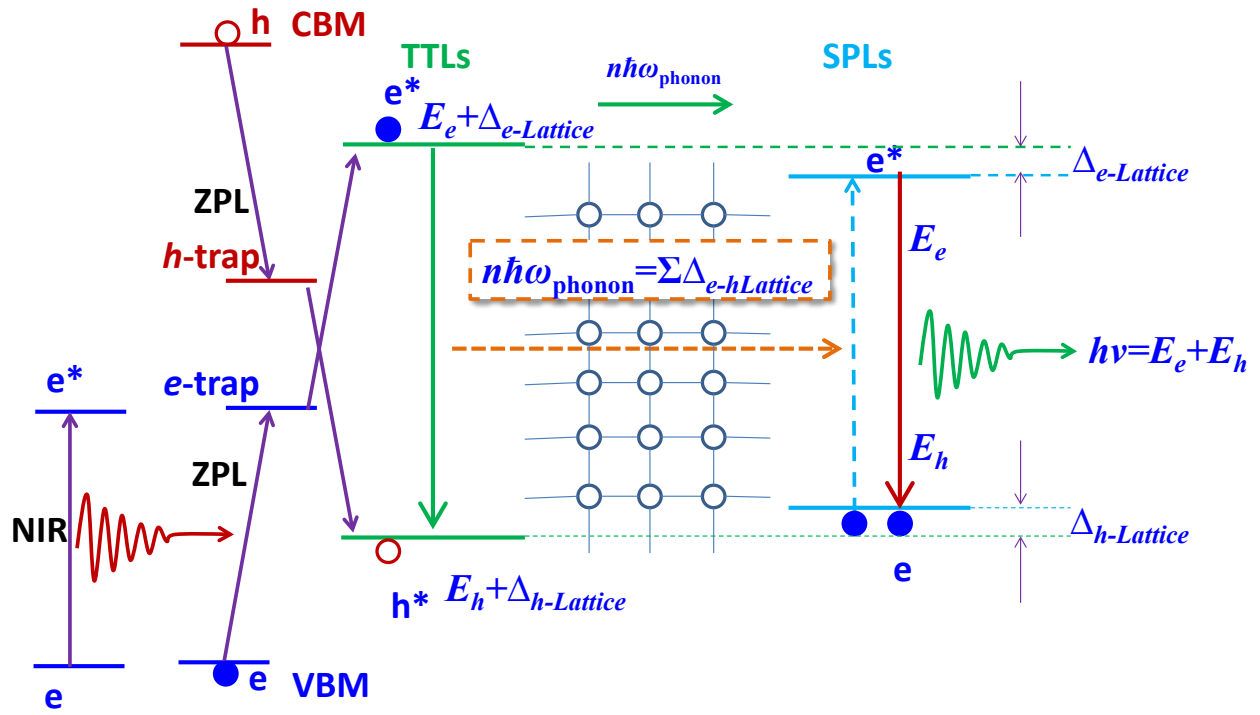 h CBM
TTLs
SPLs
nħω_phonon
e*
E_e+Δ_e-Lattice
e*
Δ_e-Lattice
ZPL
h-trap
E_e
nħω_phonon=ΣΔ_e-hLattice
e*
e-trap
hν=E_e+E_h
ZPL
E_h
NIR
Δ_h-Lattice
h*
E_h+Δ_h-Lattice
e
e
e
VBM